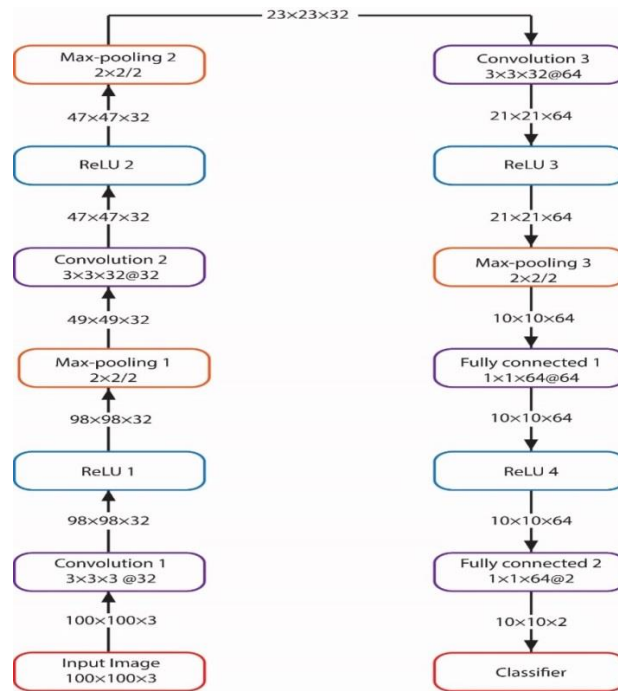 Input Image
100×100×3
100×100×3
Convolution 1
3×3×3 @32
98×98×32
ReLU 1
98×98×32
Max-pooling 1
2×2/2
49×49×32
Convolution 2
3×3×32@32
47×47×32
ReLU 2
47×47×32
Max-pooling 2
2×2/2
23×23×32
Convolution 3
3×3×32@64
21×21×64
ReLU 3
21×21×64
Max-pooling 3
2×2/2
10×10×64
Fully connected 1
1×1×64@64
10×10×64
ReLU 4
10×10×64
Fully connected 2
1×1×64@2
10×10×2
Classifier